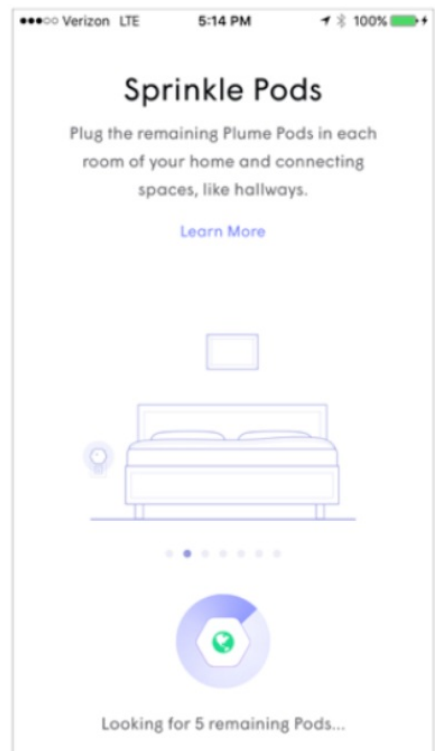 Verizon LTE 5:14 PM 100%
Sprinkle Pods
Plug the remaining Plume Pods in each
room of your home and connecting
spaces, like hallways.
Learn More
Looking for 5 remaining Pods...